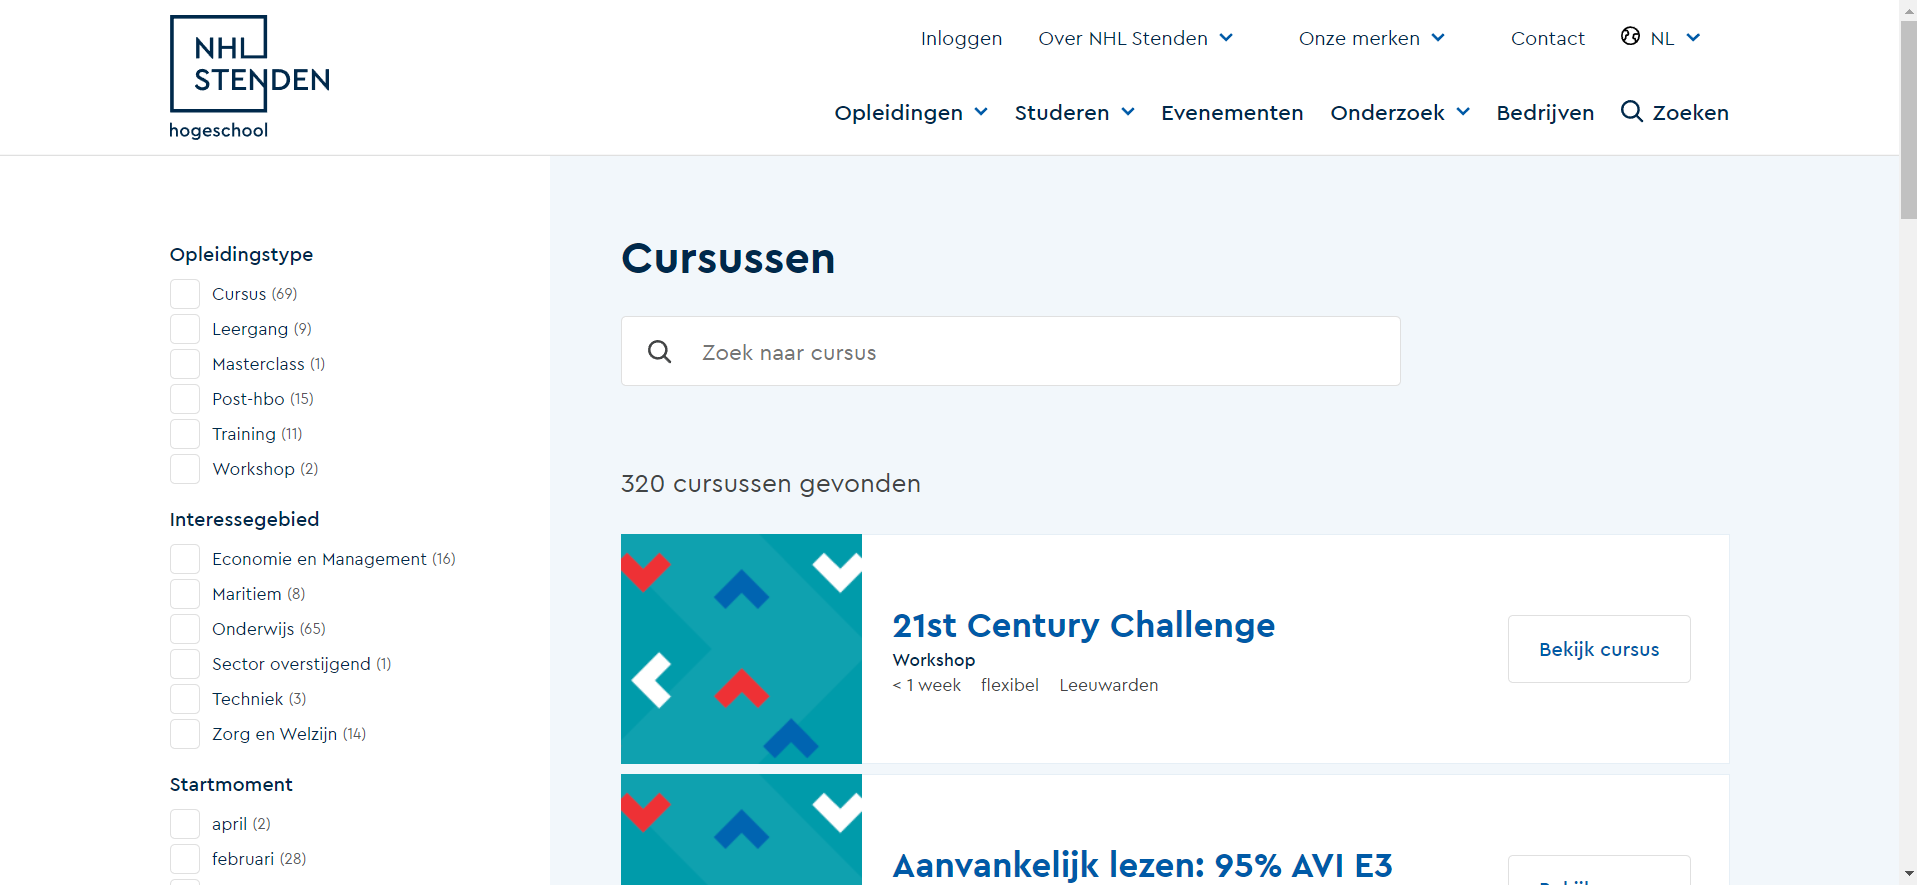 NHL
STENDEN
hogeschool
Inloggen
Over NHL Stenden
Onze merken
Contact
NL
Opleidingen
Studeren
Evenementen
Onderzoek
Bedrijven
Zoeken
Opleidingstype
Cursus (69)
Leergang (9)
Masterclass (1)
Post-hbo (15)
Training (11)
Workshop (2)
Interessegebied
Economie en Management (16)
Maritiem (8)
Onderwijs (65)
Sector overstijgend (1)
Techniek (3)
Zorg en Welzijn (14)
Startmoment
april (2)
februari (28)
Cursussen
Zoek naar cursus
320 cursussen gevonden
21st Century Challenge
Workshop
< 1 week flexibel Leeuwarden
Bekijk cursus
Aanvankelijk lezen: 95% AVI E3